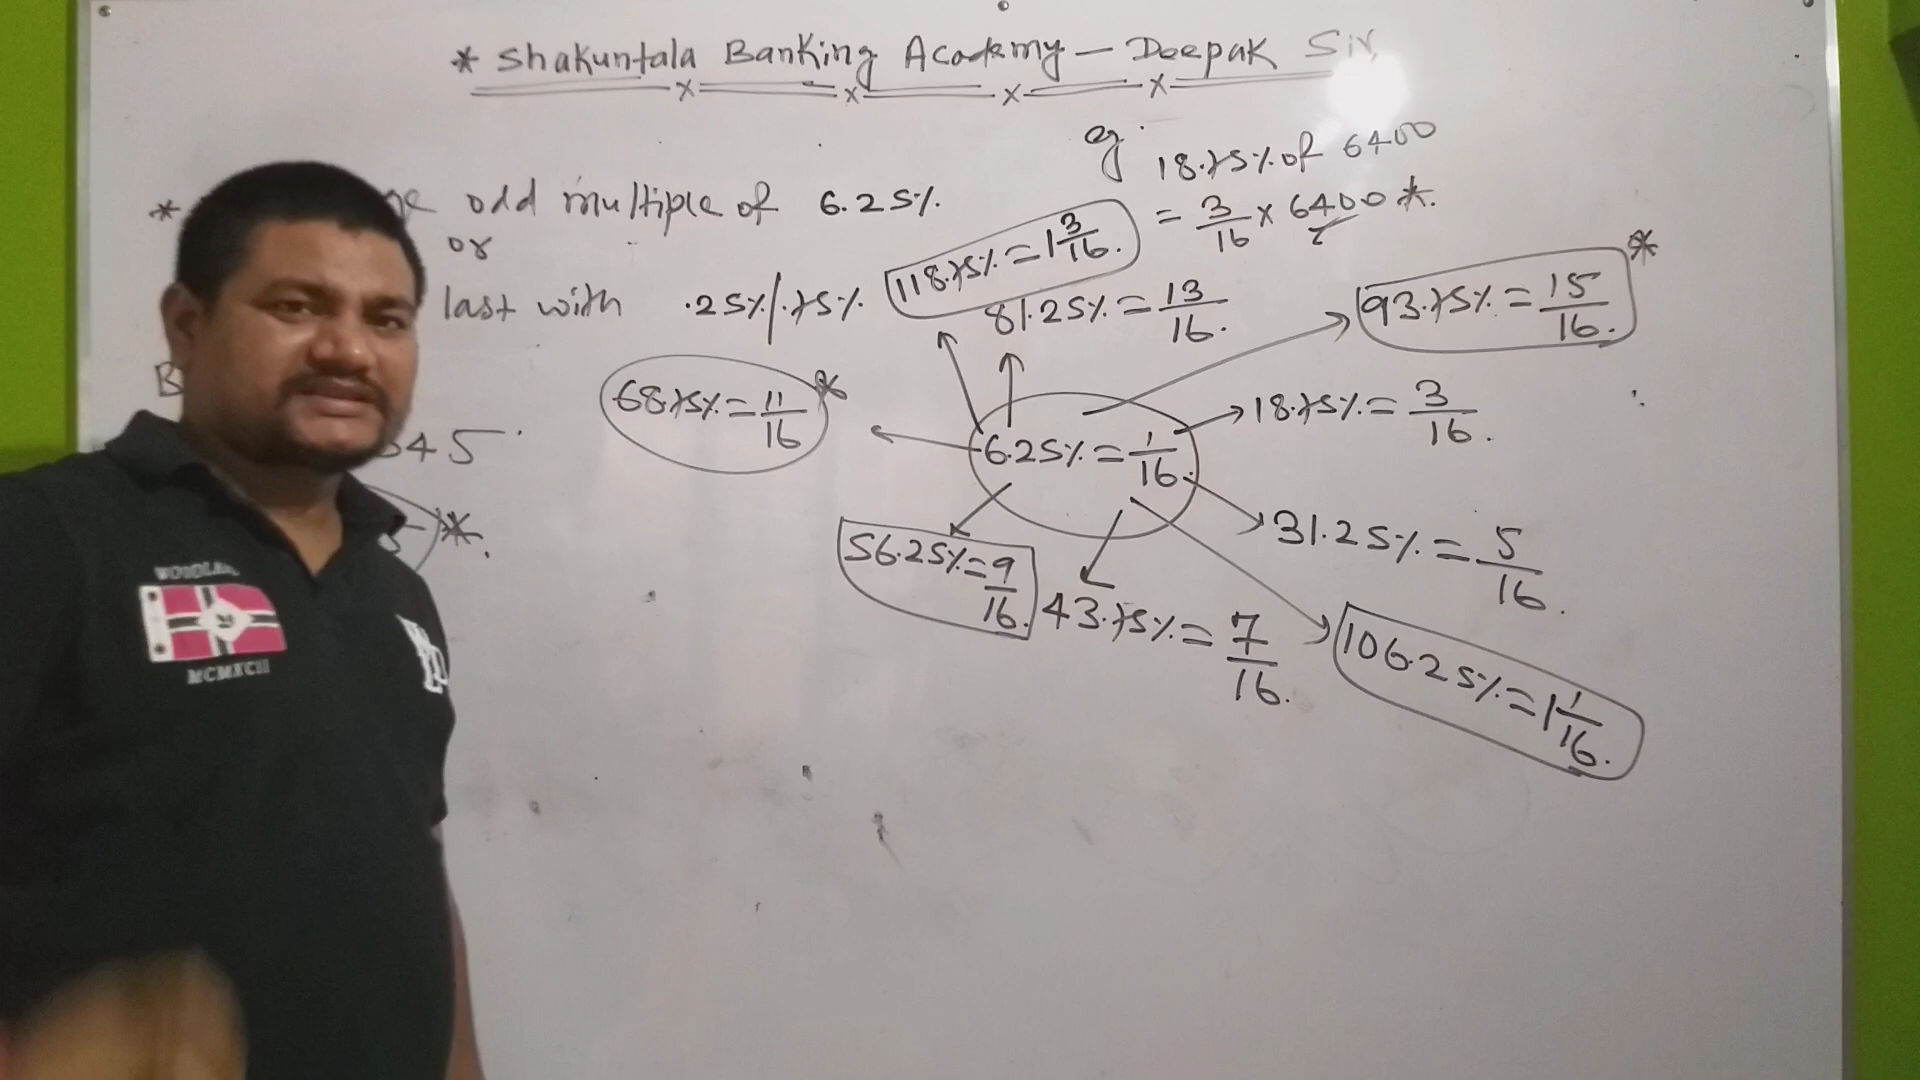 * Shakuntala Banking Academy - Deepak Sir
eg. 18.75% of 6400
= 3/16 x 6400 *.
* odd multiple of 6.25%.
or
last with .25%/.75%.
118.75% = 1 3/16.
81.25% = 13/16.
93.75% = 15/16. *
68.75% = 11/16 *
6.25% = 1/16.
18.75% = 3/16.
31.25% = 5/16.
56.25% = 9/16.
43.75% = 7/16.
106.25% = 1 1/16.
MCMXCIII